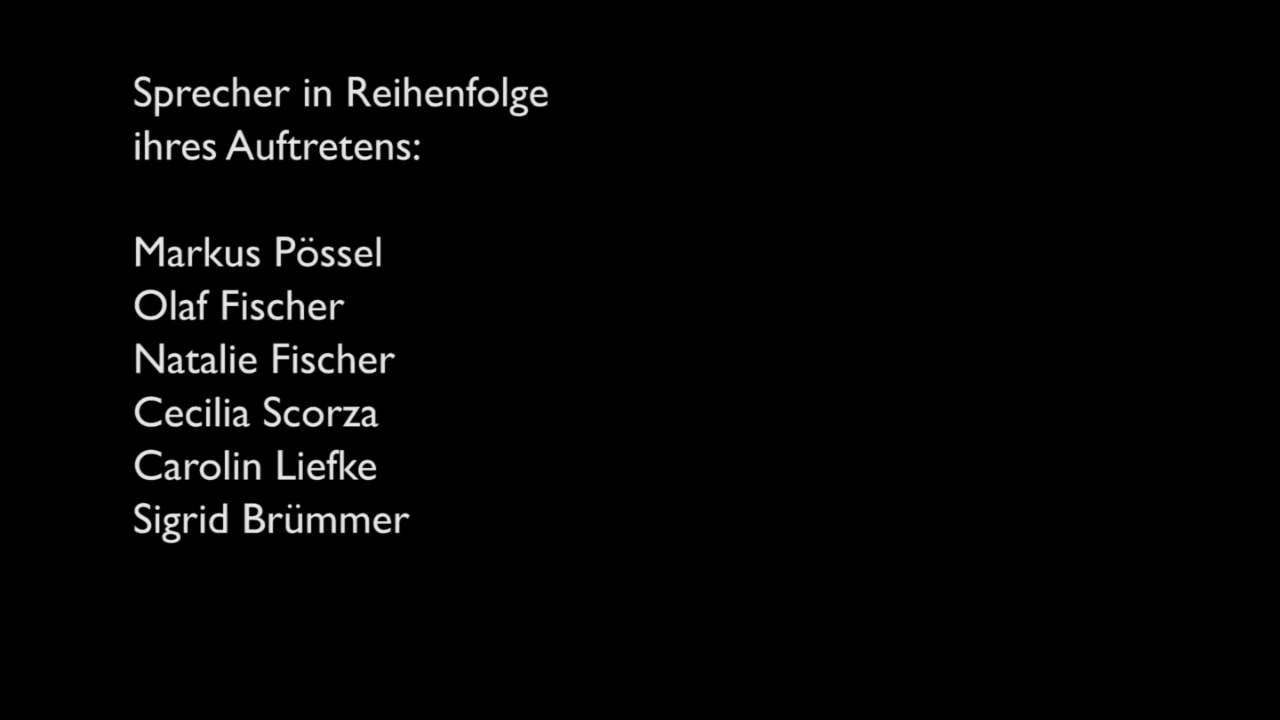 Sprecher in Reihenfolge
ihres Auftretens:
Markus Pössel
Olaf Fischer
Natalie Fischer
Cecilia Scorza
Carolin Liefke
Sigrid Brümmer